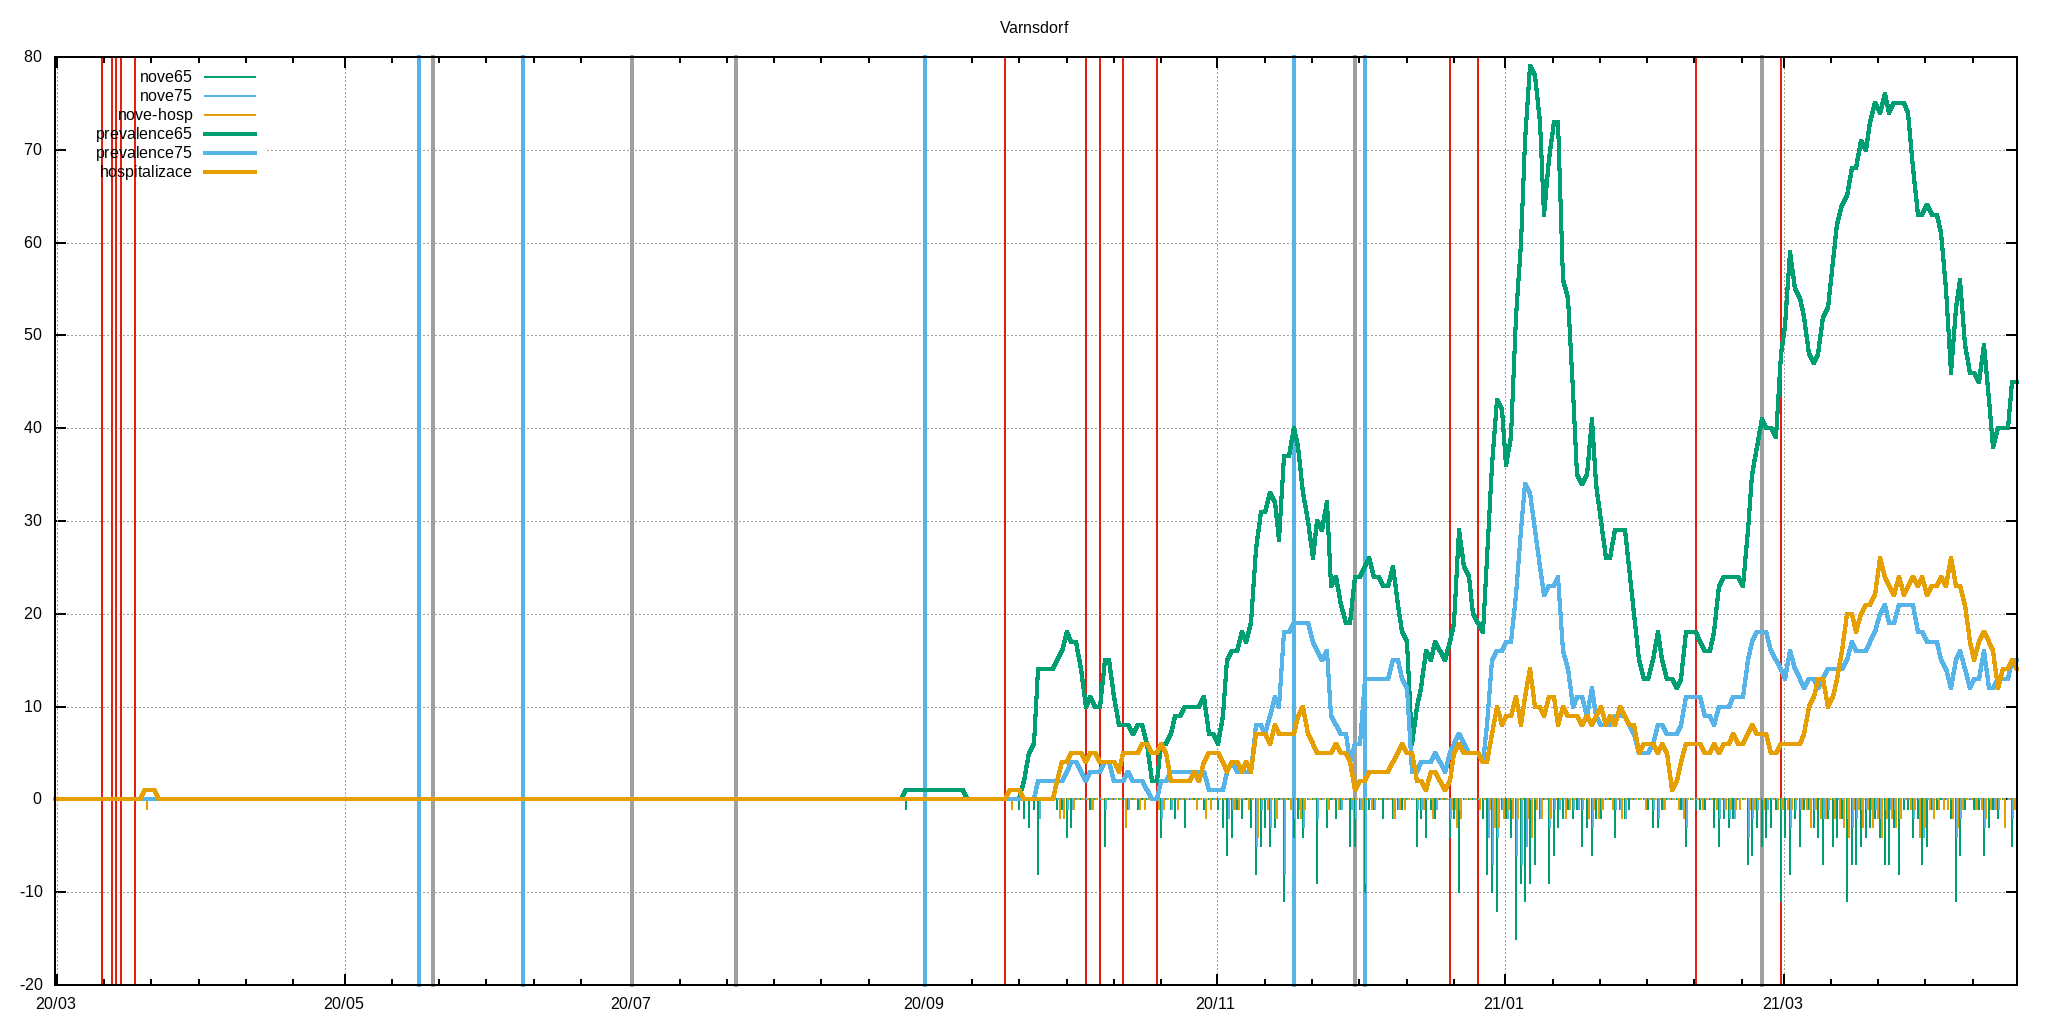 Varnsdorf
80
70
60
50
40
30
20
10
0
-10
-20
nove65
nove75
nove-hosp
prevalence65
prevalence75
hospitalizace
20/03 20/05 20/07 20/09 20/11 21/01 21/03